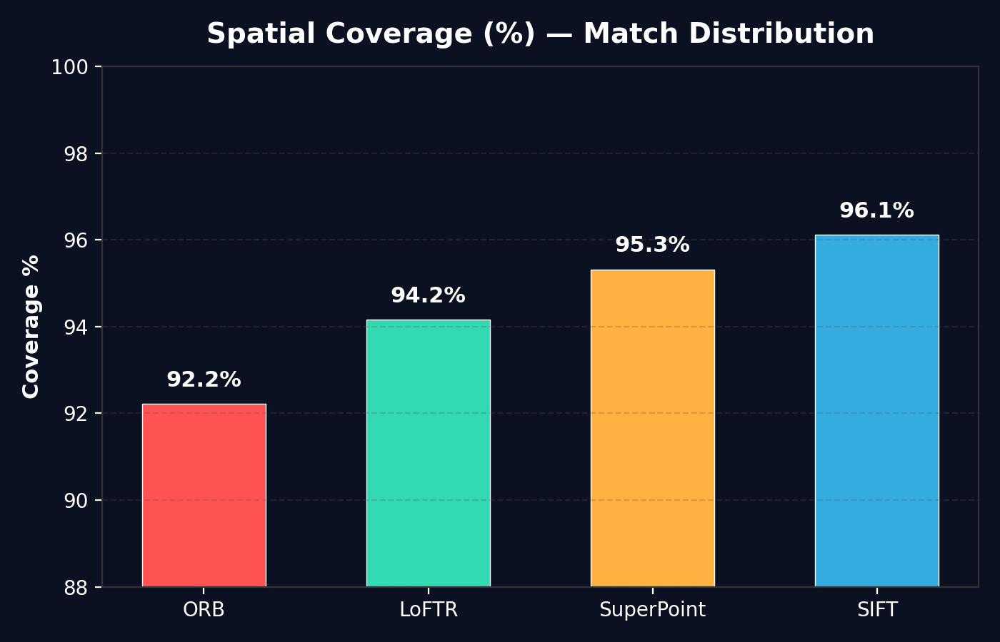 Spatial Coverage (%) — Match Distribution
100
98
96
94
92
90
88
Coverage %
92.2%
94.2%
95.3%
96.1%
ORB
LoFTR
SuperPoint
SIFT